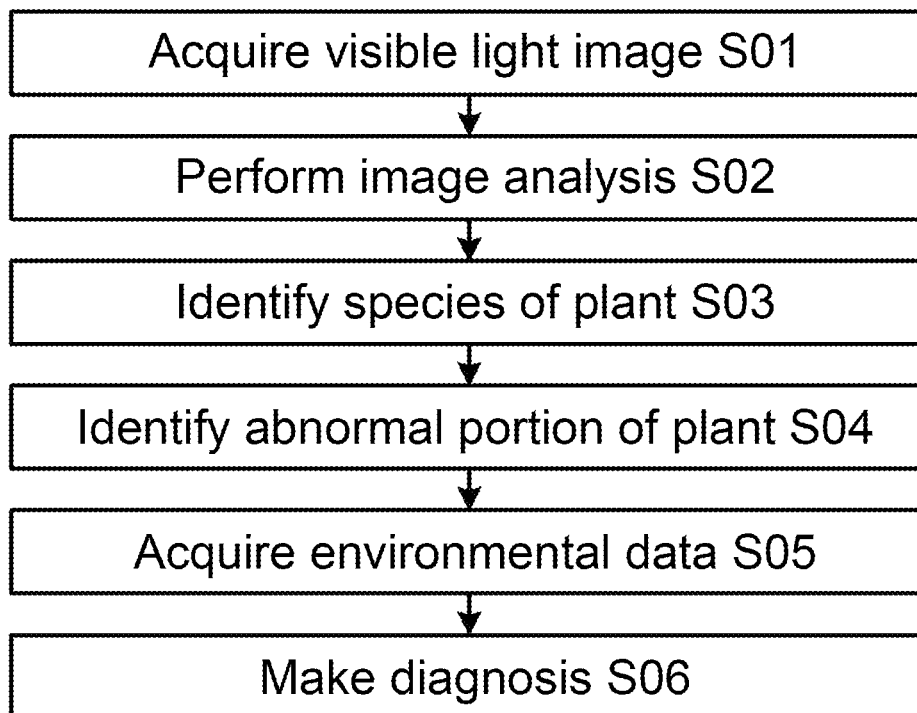 Acquire visible light image S01
Perform image analysis S02
Identify species of plant S03
Identify abnormal portion of plant S04
Acquire environmental data S05
Make diagnosis S06